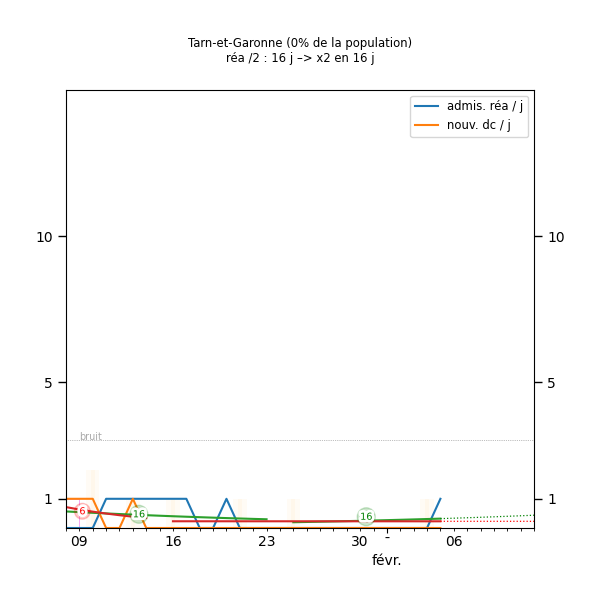 Tarn-et-Garonne (0% de la population)
réa /2 : 16 j –> x2 en 16 j
admis. réa / j
nouv. dc / j
10
10
5
5
bruit
1
1
6
16
16
09
16
23
30
-
06
févr.